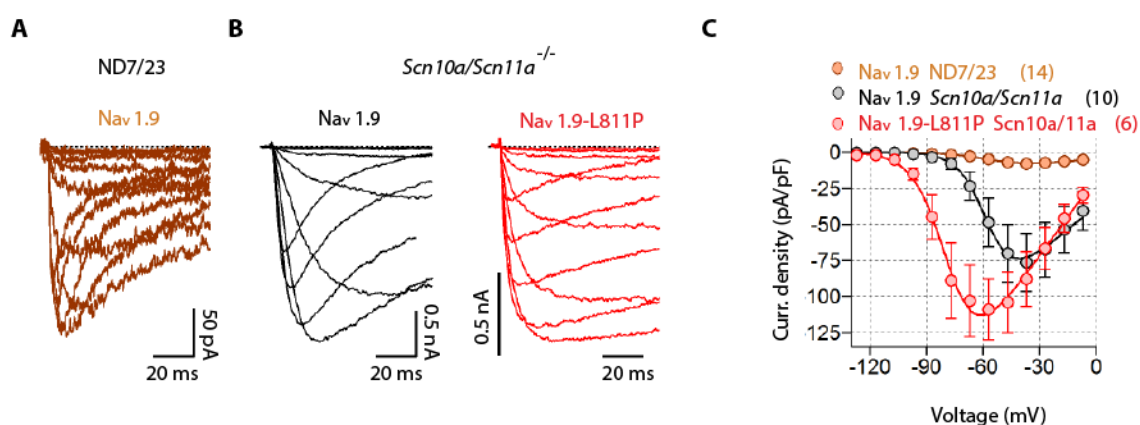 A
ND7/23
Nav 1.9
50 pA
20 ms
B
Scn10a/Scn11a-/-
Nav 1.9
0.5 nA
20 ms
Nav 1.9-L811P
0.5 nA
20 ms
C
Nav 1.9 ND7/23 (14)
Nav 1.9 Scn10a/Scn11a (10)
Nav 1.9-L811P Scn10a/11a (6)
Curr. density (pA/pF)
0
-25
-50
-75
100
125
-120 -90 -60 -30 0
Voltage (mV)